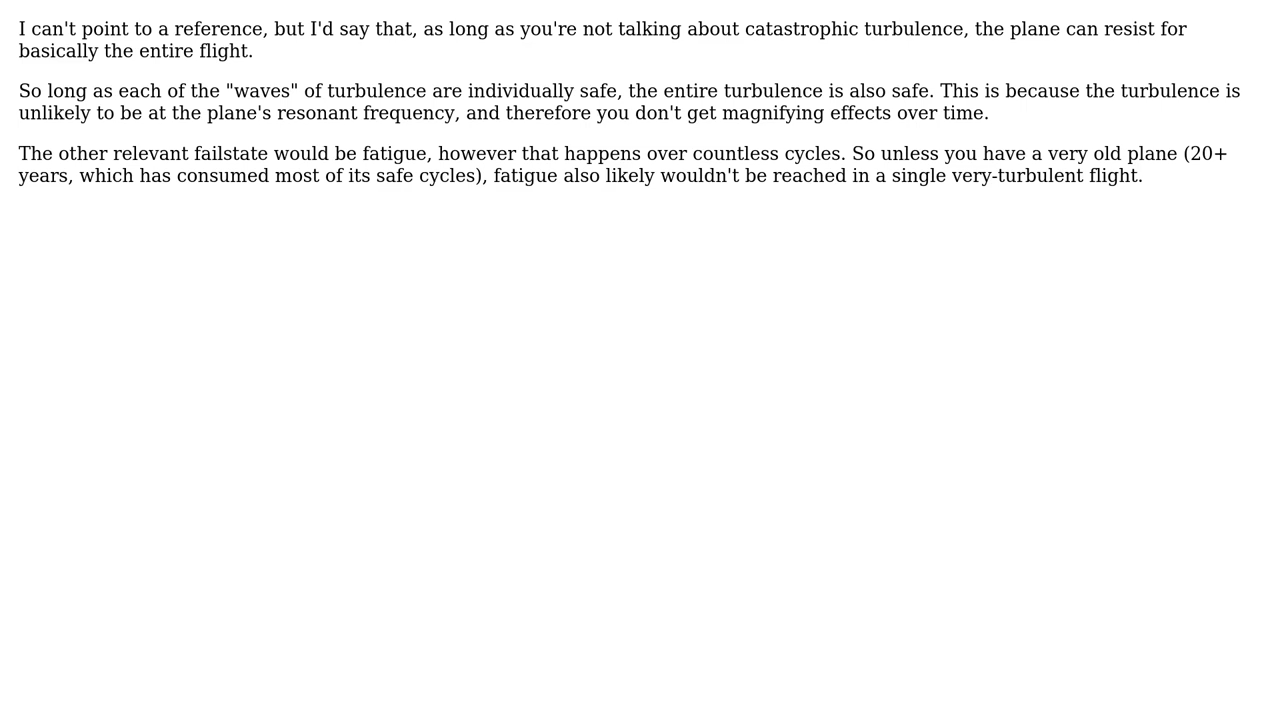 I can't point to a reference, but I'd say that, as long as you're not talking about catastrophic turbulence, the plane can resist for
basically the entire flight.
So long as each of the "waves" of turbulence are individually safe, the entire turbulence is also safe. This is because the turbulence is
unlikely to be at the plane's resonant frequency, and therefore you don't get magnifying effects over time.
The other relevant failstate would be fatigue, however that happens over countless cycles. So unless you have a very old plane (20+
years, which has consumed most of its safe cycles), fatigue also likely wouldn't be reached in a single very-turbulent flight.